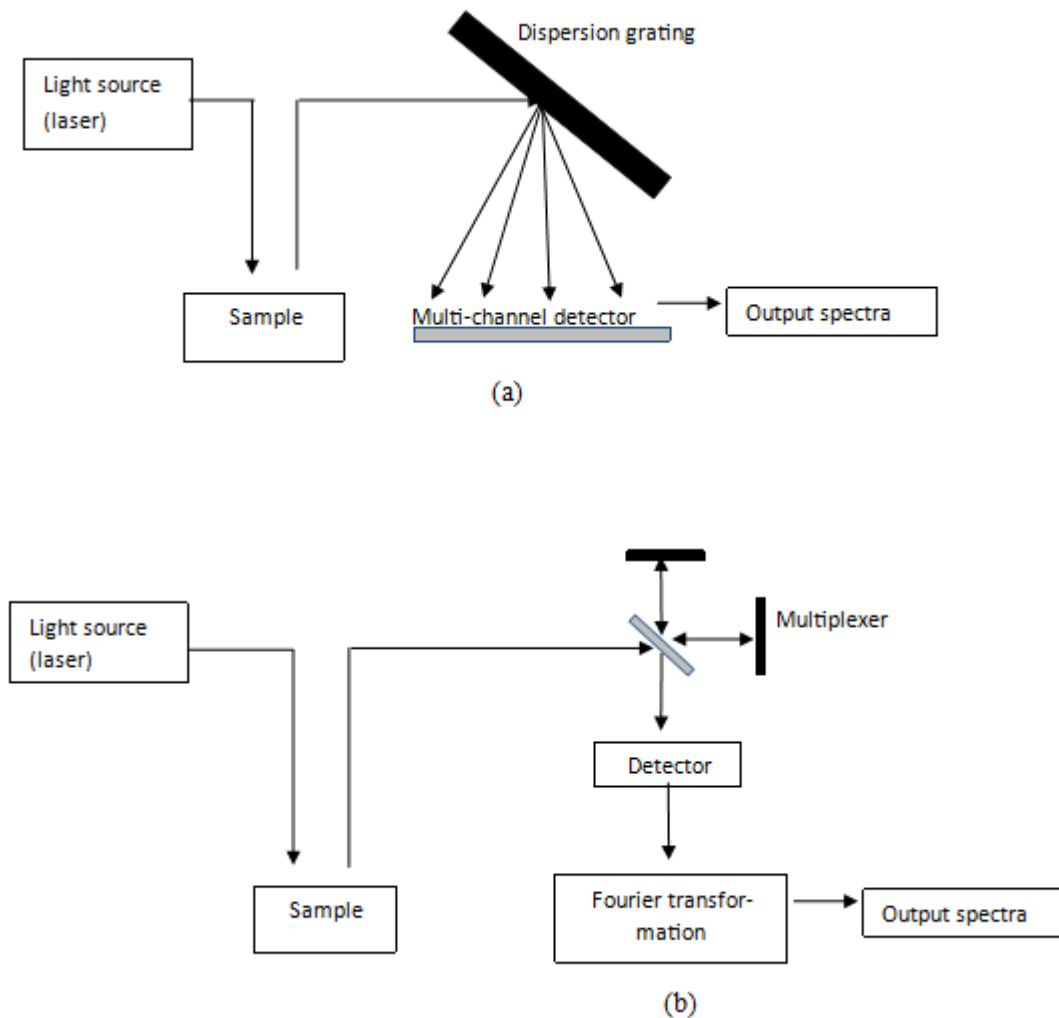 Dispersion grating
Light source
(laser)
Sample
Multi-channel detector
Output spectra
(a)
Multiplexer
Light source
(laser)
Detector
Sample
Fourier transfor-
mation
Output spectra
(b)